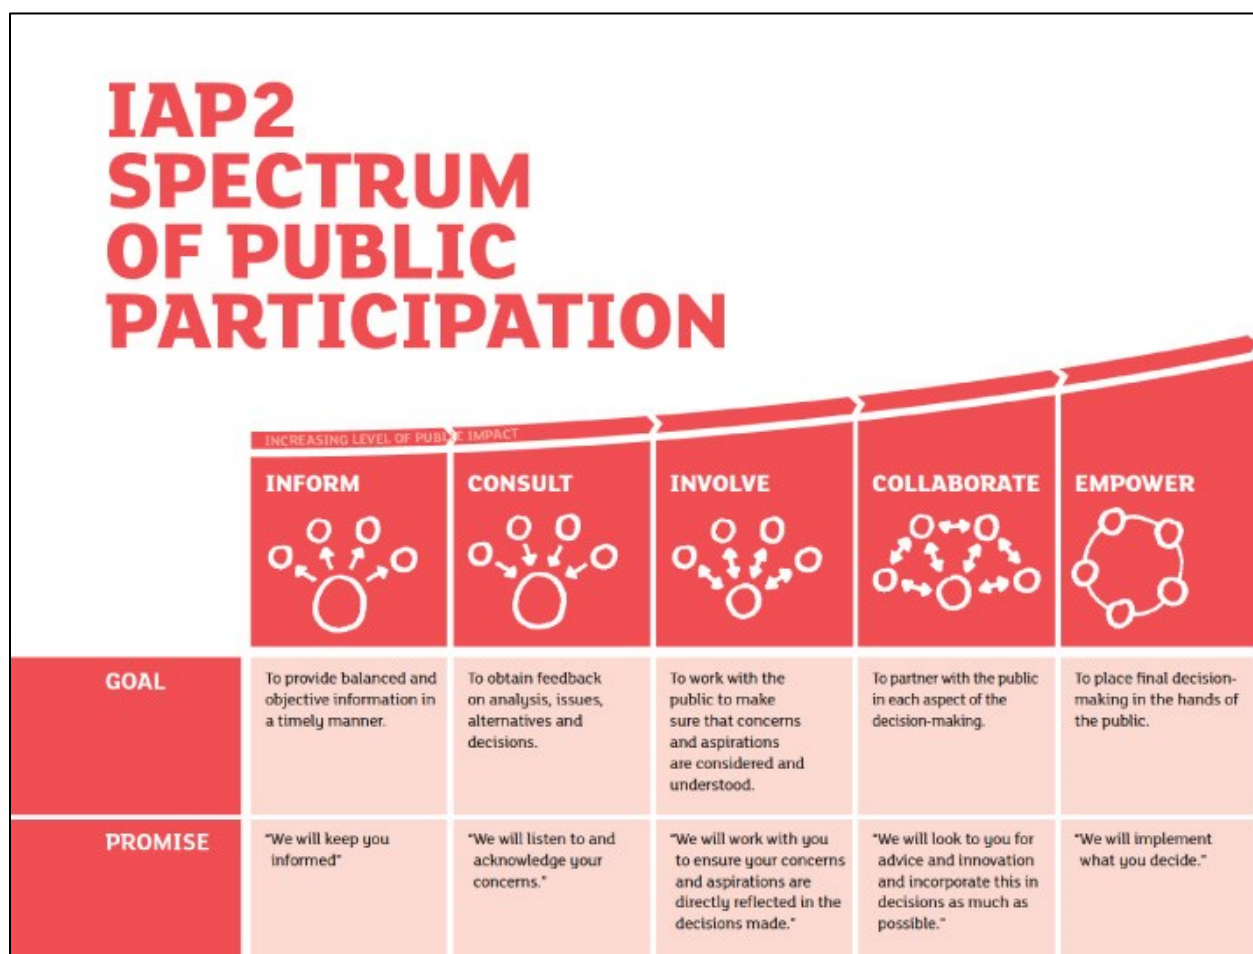 IAP2
SPECTRUM
OF PUBLIC
PARTICIPATION
INCREASING LEVEL OF PUBLIC IMPACT
INFORM
CONSULT
INVOLVE
COLLABORATE
EMPOWER
GOAL
To provide balanced and
objective information in
a timely manner.
To obtain feedback
on analysis, issues,
alternatives and
decisions.
To work with the
public to make
sure that concerns
and aspirations
are considered and
understood.
To partner with the public
in each aspect of the
decision-making.
To place final decision-
making in the hands of
the public.
PROMISE
"We will keep you
informed"
"We will listen to and
acknowledge your
concerns."
"We will work with you
to ensure your concerns
and aspirations are
directly reflected in the
decisions made."
"We will look to you for
advice and innovation
and incorporate this in
decisions as much as
possible."
"We will implement
what you decide."